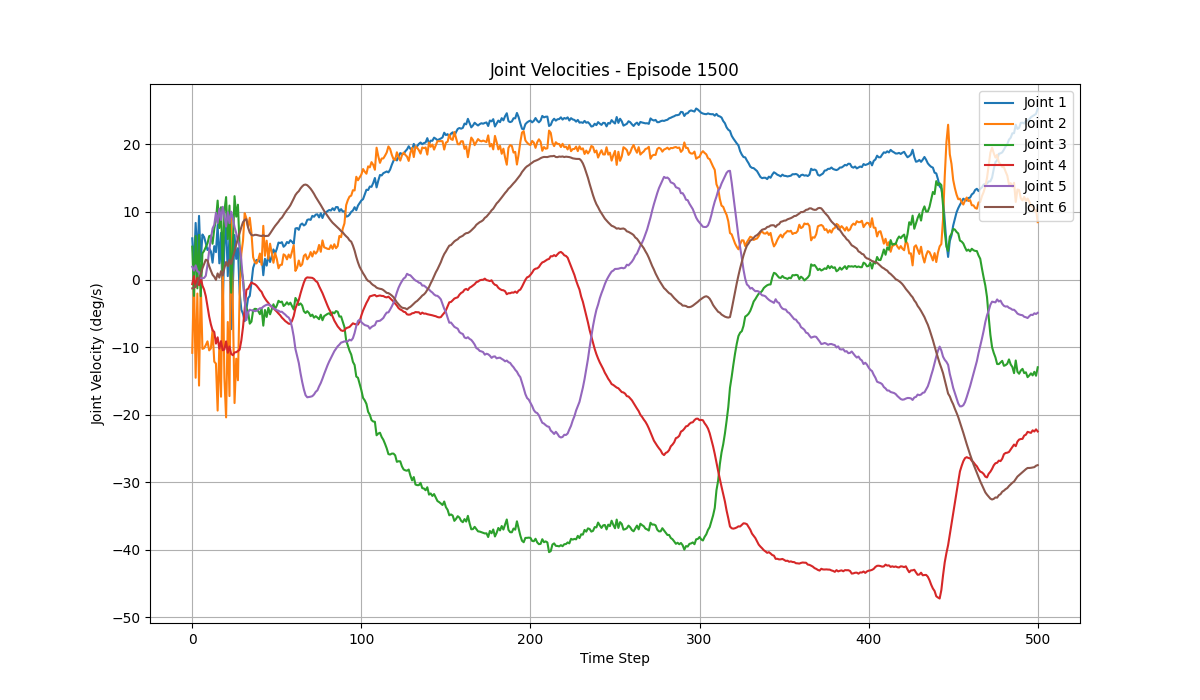 Joint Velocities - Episode 1500
Joint 1
Joint 2
Joint 3
Joint 4
Joint 5
Joint 6
Joint Velocity (deg/s)
20
10
0
−10
−20
−30
−40
−50
0 100 200 300 400 500
Time Step